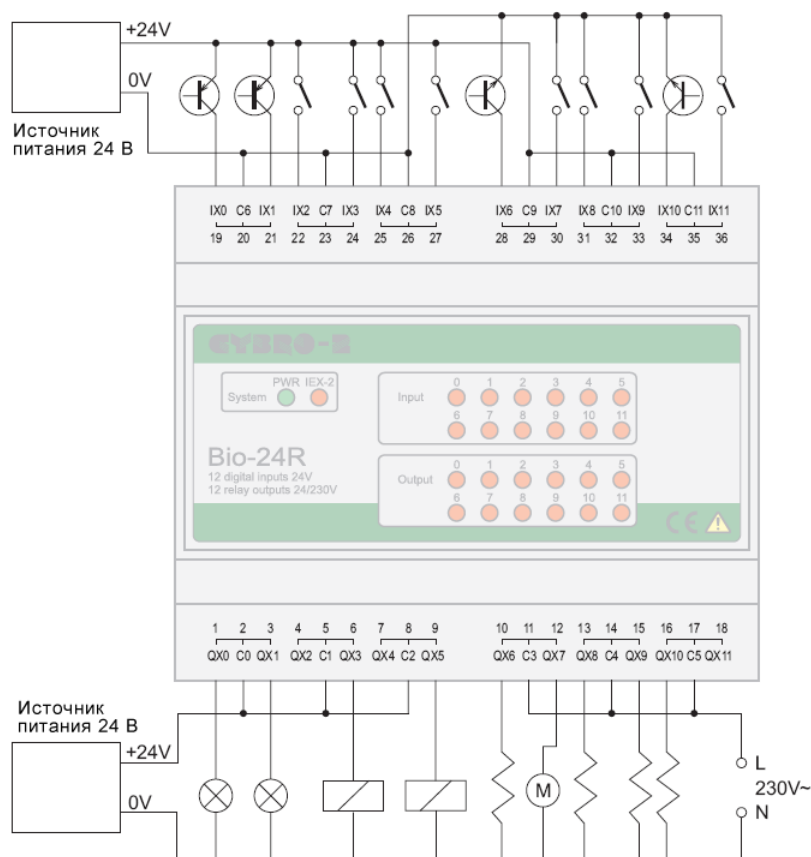 +24V
0V
Источник
питания 24 В
IX0 C6 IX1 IX2 C7 IX3 IX4 C8 IX5 IX6 C9 IX7 IX8 C10 IX9 IX10 C11 IX11
19 20 21 22 23 24 25 26 27 28 29 30 31 32 33 34 35 36
CYBRO-2
PWR IEX-2
System
Input
0 1 2 3 4 5
6 7 8 9 10 11
Bio-24R
12 digital inputs 24V
12 relay outputs 24/230V
Output
0 1 2 3 4 5
6 7 8 9 10 11
CE
1 2 3 4 5 6 7 8 9 10 11 12 13 14 15 16 17 18
QX0 C0 QX1 QX2 C1 QX3 QX4 C2 QX5 QX6 C3 QX7 QX8 C4 QX9 QX10 C5 QX11
Источник
питания 24 В
+24V
0V
M
L
230V~
N